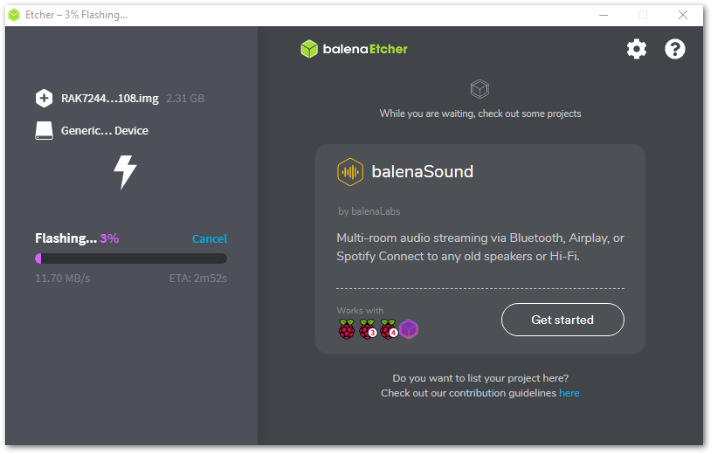 Etcher – 3% Flashing...
balenaEtcher
RAK7244...108.img 2.31 GB
Generic... Device
Flashing... 3% Cancel
11.70 MB/s ETA: 2m52s
While you are waiting, check out some projects
balenaSound
by balenaLabs
Multi-room audio streaming via Bluetooth, Airplay, or
Spotify Connect to any old speakers or Hi-Fi.
Works with
3 4
Get started
Do you want to list your project here?
Check out our contribution guidelines here